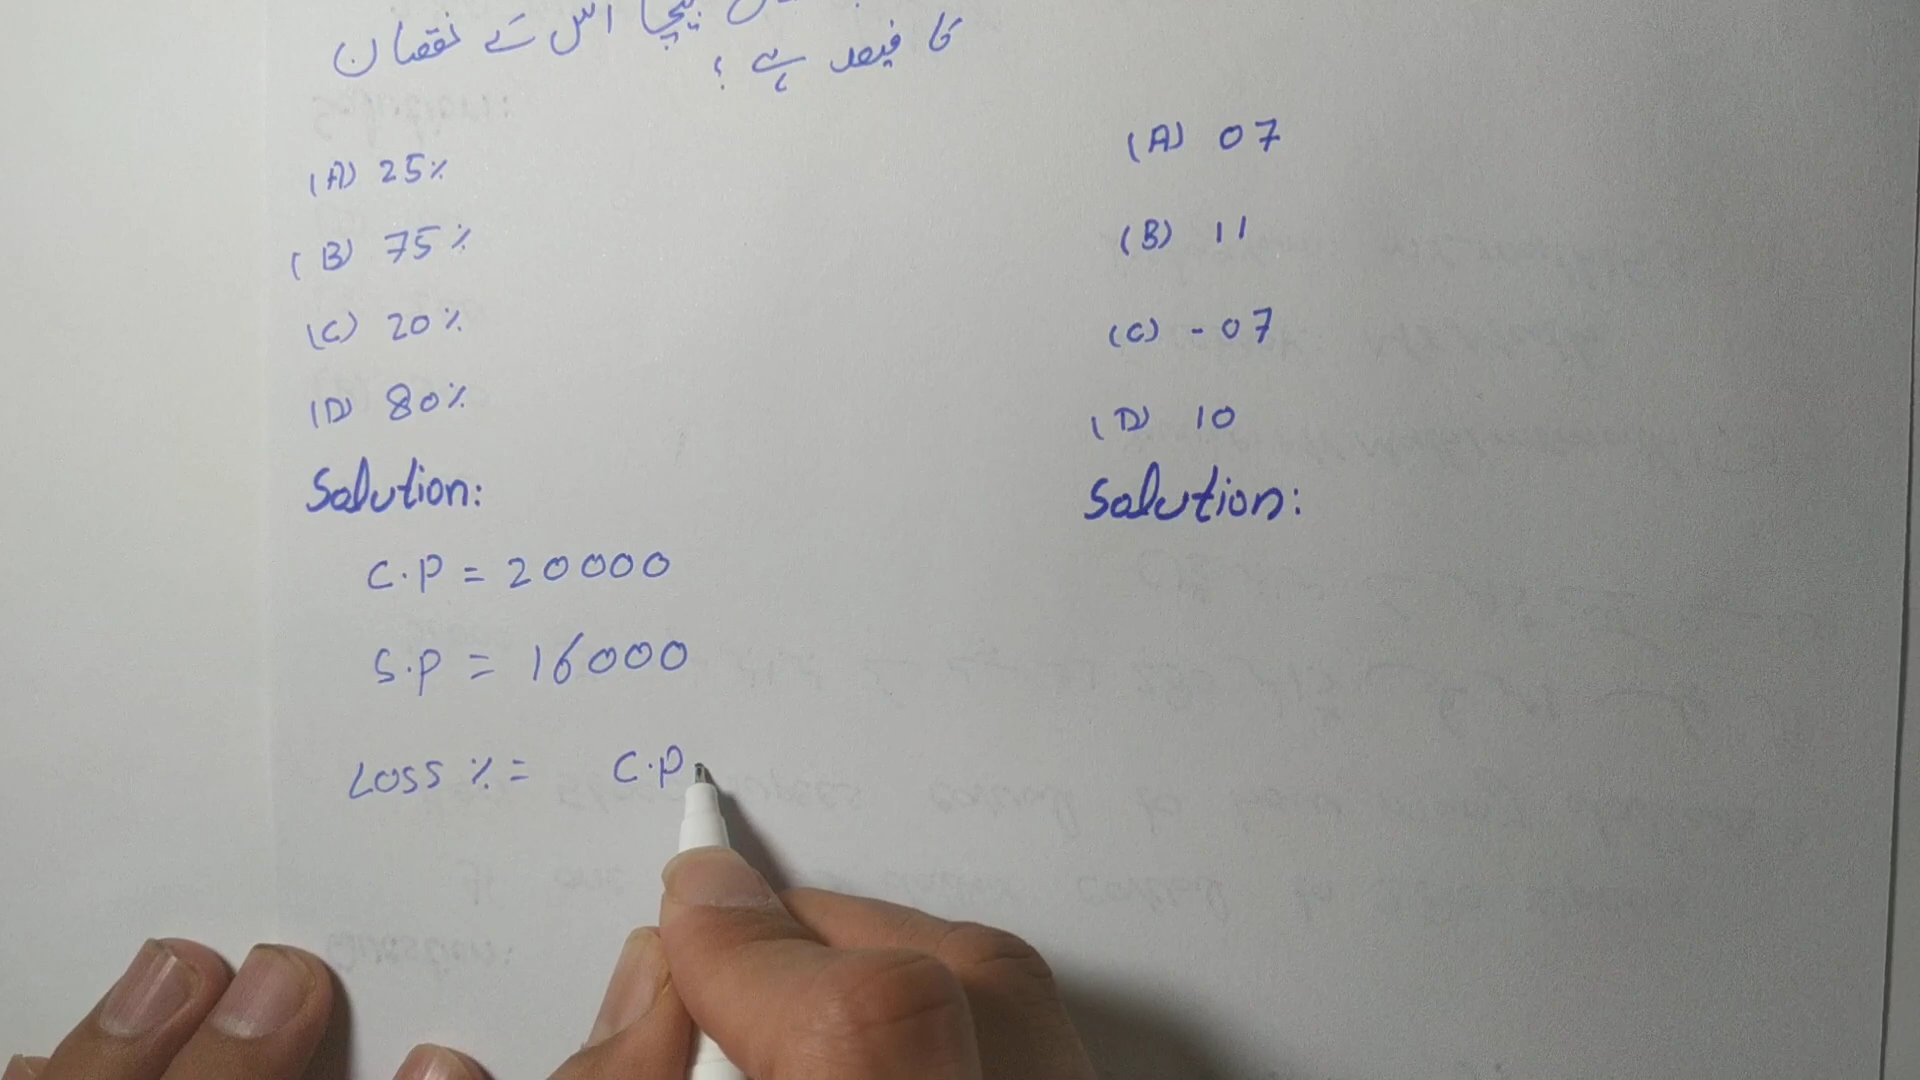 بیچا اس کے نقصان
کا فیصد ہے ؟
(A) 25%
(B) 75%
(C) 20%
(D) 80%
Solution:
C.P = 20000
S.P = 16000
Loss % = C.P
(A) 07
(B) 11
(C) - 07
(D) 10
Solution: